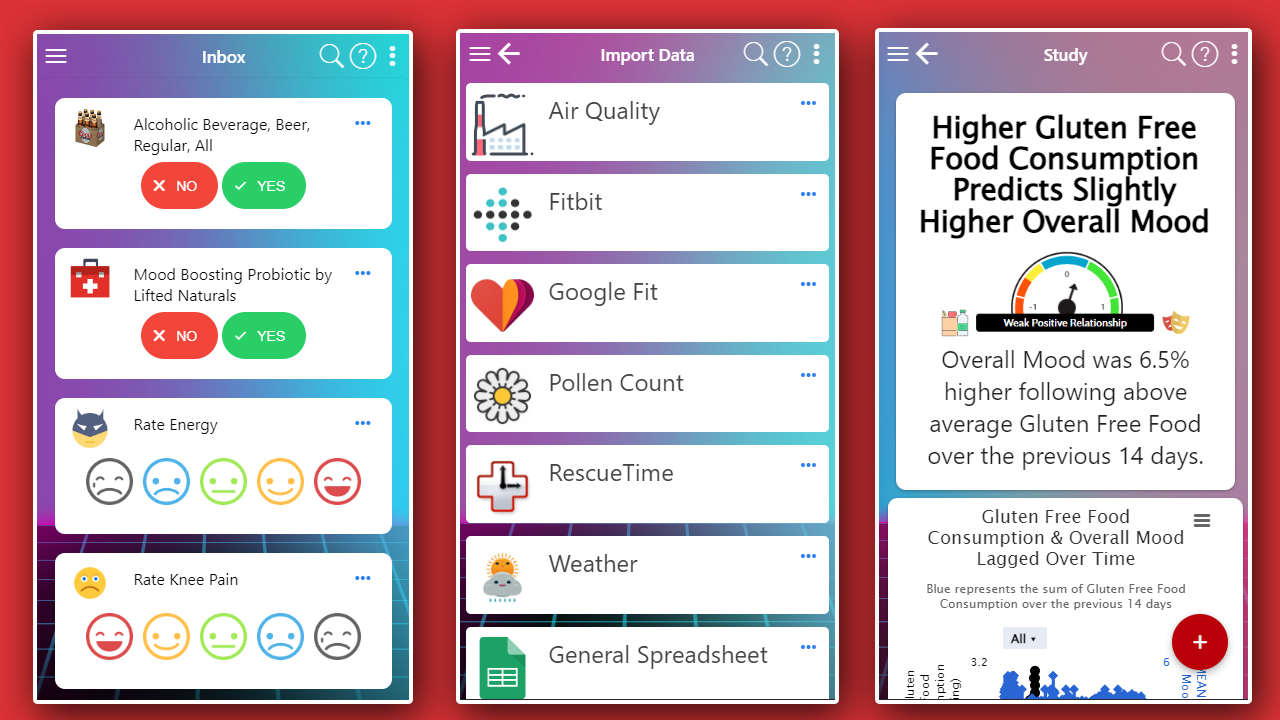 Inbox
Alcoholic Beverage, Beer,
Regular, All
NO
YES
Mood Boosting Probiotic by
Lifted Naturals
NO
YES
Rate Energy
Rate Knee Pain
Import Data
Air Quality
Fitbit
Google Fit
Pollen Count
RescueTime
Weather
General Spreadsheet
Study
Higher Gluten Free
Food Consumption
Predicts Slightly
Higher Overall Mood
0
-1
1
Weak Positive Relationship
Overall Mood was 6.5%
higher following above
average Gluten Free Food
over the previous 14 days.
Gluten Free Food
Consumption & Overall Mood
Lagged Over Time
Blue represents the sum of Gluten Free Food
Consumption over the previous 14 days
All
3.2
6